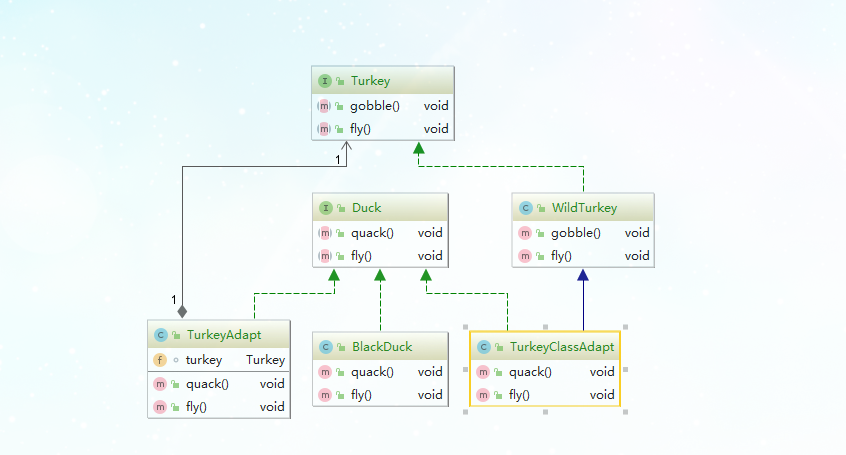 I Turkey
m gobble() void
m fly() void
1
I Duck
m quack() void
m fly() void
C WildTurkey
m gobble() void
m fly() void
1
C TurkeyAdapt
f turkey Turkey
m quack() void
m fly() void
C BlackDuck
m quack() void
m fly() void
C TurkeyClassAdapt
m quack() void
m fly() void